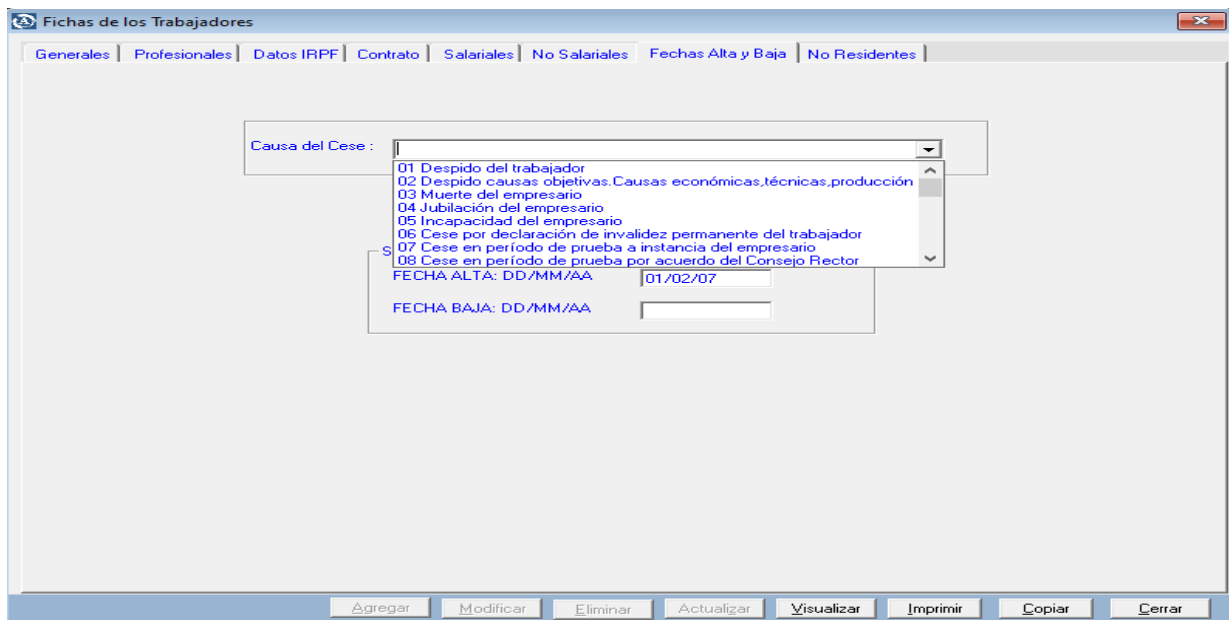 Fichas de los Trabajadores
Generales Profesionales Datos IRPF Contrato Salariales No Salariales Fechas Alta y Baja No Residentes
Causa del Cese :
01 Despido del trabajador
02 Despido causas objetivas.Causas económicas,técnicas,producción
03 Muerte del empresario
04 Jubilación del empresario
05 Incapacidad del empresario
06 Cese por declaración de invalidez permanente del trabajador
07 Cese en período de prueba a instancia del empresario
08 Cese en período de prueba por acuerdo del Consejo Rector
FECHA ALTA: DD/MM/AA 01/02/07
FECHA BAJA: DD/MM/AA
Agregar Modificar Eliminar Actualizar Visualizar Imprimir Copiar Cerrar